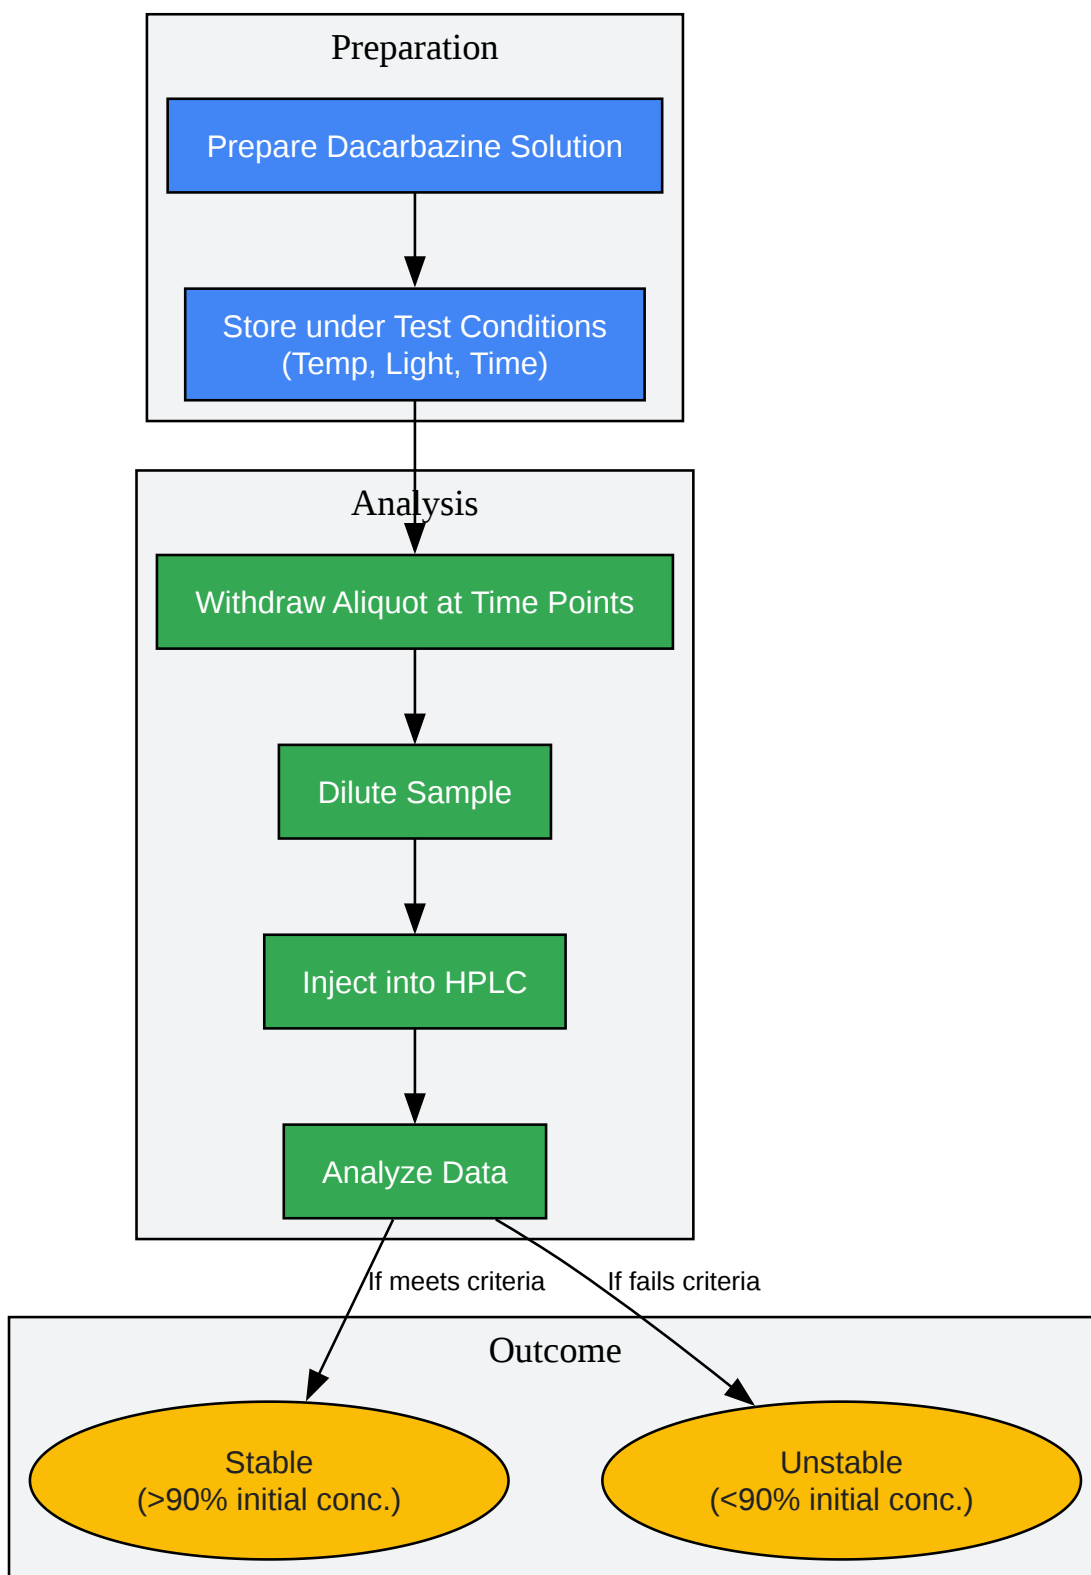 Preparation
Prepare Dacarbazine Solution
Store under Test Conditions
(Temp, Light, Time)
Analysis
Withdraw Aliquot at Time Points
Dilute Sample
Inject into HPLC
Analyze Data
If meets criteria
If fails criteria
Outcome
Stable
(>90% initial conc.)
Unstable
(<90% initial conc.)